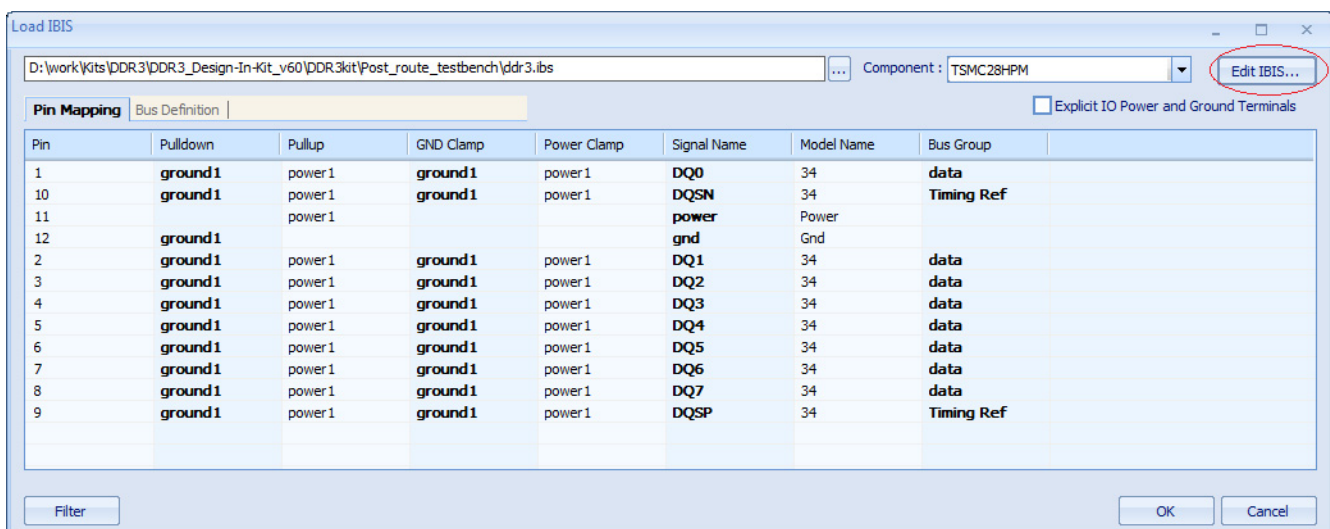 Load IBIS
D:\work\Kits\DDR3\DDR3_Design-In-Kit_v60\DDR3kit\Post_route_testbench\ddr3.ibs ... Component : TSMC28HPM Edit IBIS...
Pin Mapping Bus Definition Explicit IO Power and Ground Terminals
Pin Pulldown Pullup GND Clamp Power Clamp Signal Name Model Name Bus Group
1 ground1 power1 ground1 power1 DQ0 34 data
10 ground1 power1 ground1 power1 DQSN 34 Timing Ref
11 power1 power Power
12 ground1 gnd Gnd
2 ground1 power1 ground1 power1 DQ1 34 data
3 ground1 power1 ground1 power1 DQ2 34 data
4 ground1 power1 ground1 power1 DQ3 34 data
5 ground1 power1 ground1 power1 DQ4 34 data
6 ground1 power1 ground1 power1 DQ5 34 data
7 ground1 power1 ground1 power1 DQ6 34 data
8 ground1 power1 ground1 power1 DQ7 34 data
9 ground1 power1 ground1 power1 DQSP 34 Timing Ref
Filter OK Cancel